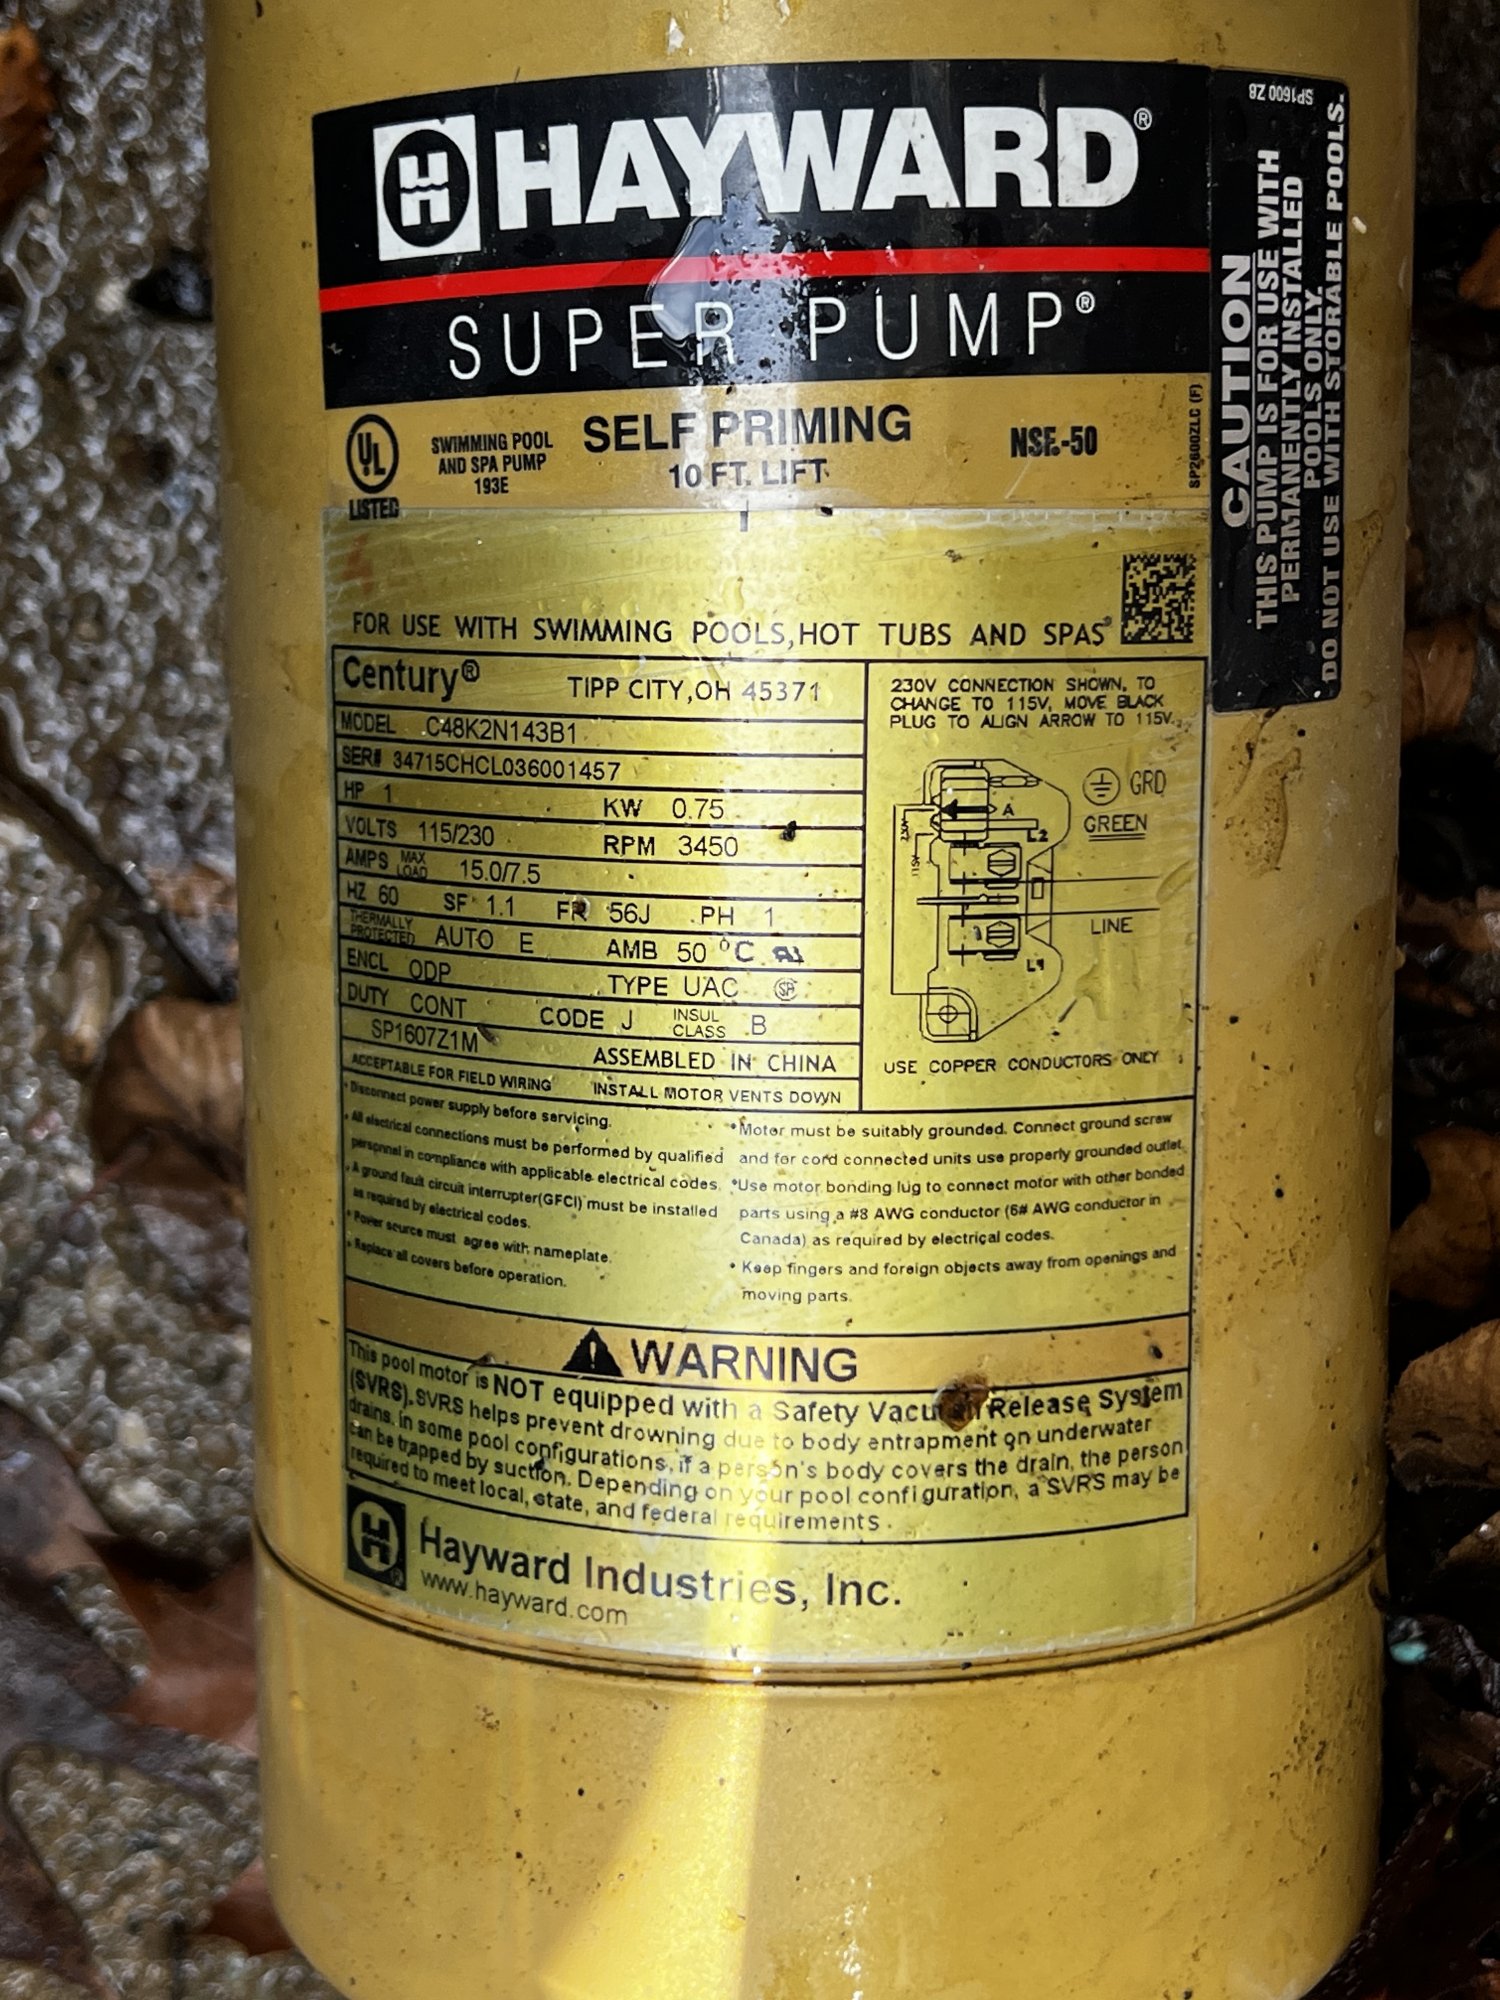 HAYWARD®
SUPER PUMP®
UL
LISTED
SWIMMING POOL
AND SPA PUMP
193E
SELF PRIMING
10 FT. LIFT
SP2600ZLC (F)
SP1600 Z8
CAUTION
THIS PUMP IS FOR USE WITH
PERMANENTLY INSTALLED
POOLS ONLY.
DO NOT USE WITH STORABLE POOLS.
FOR USE WITH SWIMMING POOLS,HOT TUBS AND SPAS
Century® TIPP CITY,OH 45371
MODEL C48K2N143B1
SER# 34715CHCL036001457
HP 1 KW 0.75
VOLTS 115/230 RPM 3450
AMPS MAX LOAD 15.0/7.5
HZ 60 SF 1.1 FR 56J PH 1
THERMALLY PROTECTED AUTO E AMB 50 °C
ENCL ODP TYPE UAC
DUTY CONT CODE J INSUL CLASS B
SP1607Z1M ASSEMBLED IN CHINA
ACCEPTABLE FOR FIELD WIRING INSTALL MOTOR VENTS DOWN
230V CONNECTION SHOWN, TO
CHANGE TO 115V, MOVE BLACK
PLUG TO ALIGN ARROW TO 115V.
A
GRD
GREEN
L2
115V
LINE
L1
USE COPPER CONDUCTORS ONLY
• Disconnect power supply before servicing.
• All electrical connections must be performed by qualified
personnel in compliance with applicable electrical codes.
• A ground fault circuit interrupter(GFCI) must be installed
as required by electrical codes.
• Power source must agree with nameplate.
• Replace all covers before operation.
•Motor must be suitably grounded. Connect ground screw
and for cord connected units use properly grounded outlet.
•Use motor bonding lug to connect motor with other bonded
parts using a #8 AWG conductor (6# AWG conductor in
Canada) as required by electrical codes.
• Keep fingers and foreign objects away from openings and
moving parts.
WARNING
This pool motor is NOT equipped with a Safety Vacuum Release System
(SVRS).SVRS helps prevent drowning due to body entrapment on underwater
drains. in some pool configurations, if a person's body covers the drain, the person
can be trapped by suction. Depending on your pool configuration, a SVRS may be
required to meet local, state, and federal requirements.
Hayward Industries, Inc.
www.hayward.com